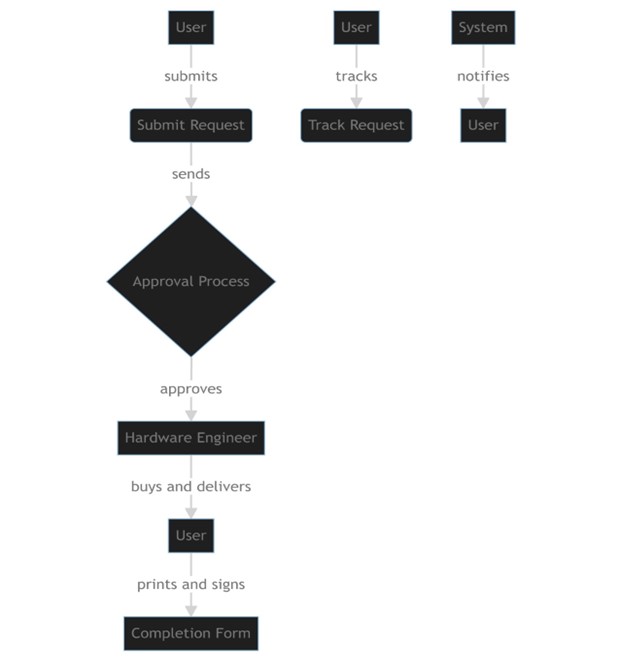 User
User
System
submits
tracks
notifies
Submit Request
Track Request
User
sends
Approval Process
approves
Hardware Engineer
buys and delivers
User
prints and signs
Completion Form